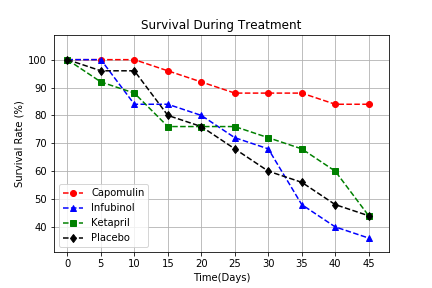 Survival During Treatment
Survival Rate (%)
100
90
80
70
60
50
40
Capomulin
Infubinol
Ketapril
Placebo
0 5 10 15 20 25 30 35 40 45
Time(Days)